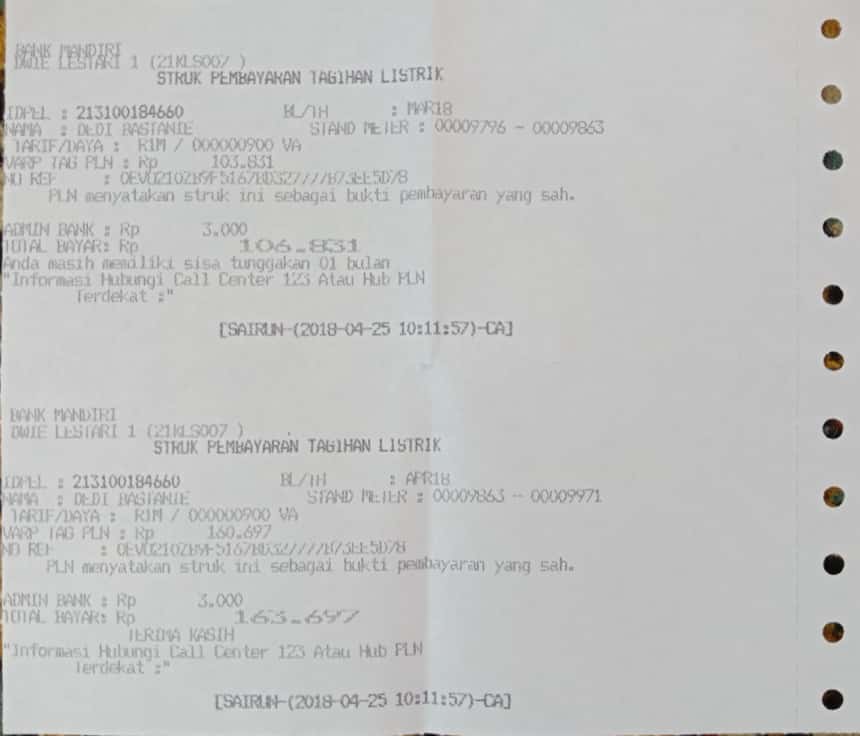 BANK MANDIRI
DWIE LESTARI 1 (21KLS007 )
STRUK PEMBAYARAN TAGIHAN LISTRIK
IDPEL : 213100184660 BL/TH : MAR18
NAMA : DEDI BASTANIE STAND METER : 00009796 - 00009863
TARIF/DAYA : R1M / 000000900 VA
VARP TAG PLN : Rp 103.831
NO REF :
PLN menyatakan struk ini sebagai bukti pembayaran yang sah.
ADMIN BANK : Rp 3.000
TOTAL BAYAR: Rp 106.831
Anda masih memiliki sisa tunggakan 01 bulan
"Informasi Hubungi Call Center 123 Atau Hub PLN
Terdekat :"
[SAIRUN-(2018-04-25 10:11:57)-CA]
BANK MANDIRI
DWIE LESTARI 1 (21KLS007 )
STRUK PEMBAYARAN TAGIHAN LISTRIK
IDPEL : 213100184660 BL/TH : APR18
NAMA : DEDI BASTANIE STAND METER : 00009863 - 00009971
TARIF/DAYA : R1M / 000000900 VA
VARP TAG PLN : Rp 160.697
NO REF :
PLN menyatakan struk ini sebagai bukti pembayaran yang sah.
ADMIN BANK : Rp 3.000
TOTAL BAYAR: Rp 163.697
TERIMA KASIH
"Informasi Hubungi Call Center 123 Atau Hub PLN
Terdekat :"
[SAIRUN-(2018-04-25 10:11:57)-CA]